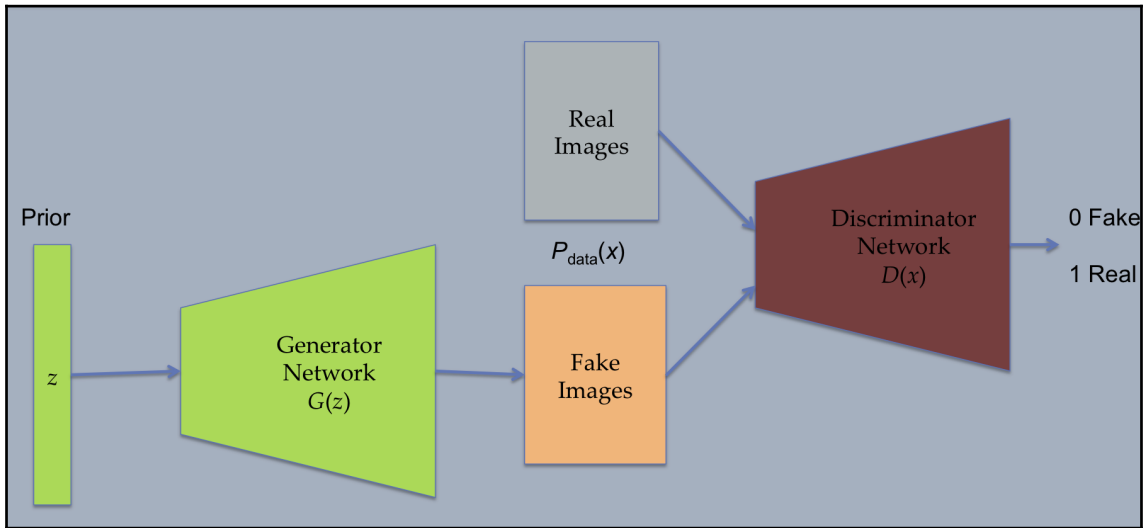 Prior
z
Generator
Network
G(z)
Real
Images
P_data(x)
Fake
Images
Discriminator
Network
D(x)
0 Fake
1 Real